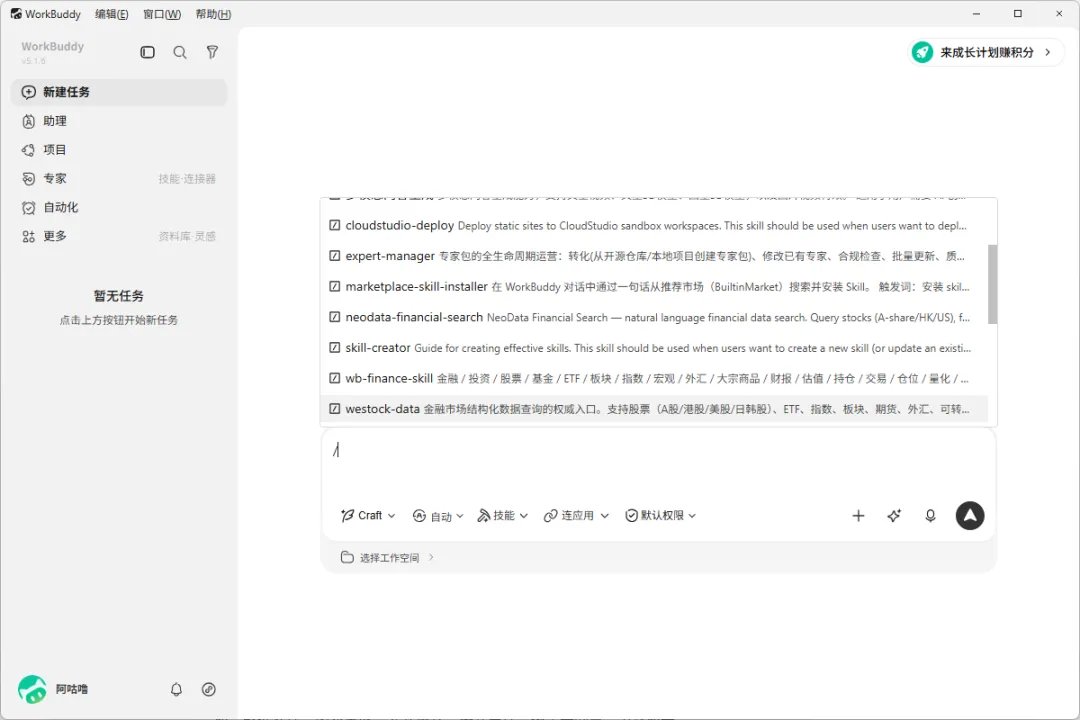 WorkBuddy 编辑(E) 窗口(W) 帮助(H)
WorkBuddy
v5.1.6
来成长计划赚积分
新建任务
助理
项目
专家 技能·连接器
自动化
更多 资料库·灵感
暂无任务
点击上方按钮开始新任务
cloudstudio-deploy Deploy static sites to CloudStudio sandbox workspaces. This skill should be used when users want to depl...
expert-manager 专家包的全生命周期运营：转化(从开源仓库/本地项目创建专家包)、修改已有专家、合规检查、批量更新、质...
marketplace-skill-installer 在 WorkBuddy 对话中通过一句话从推荐市场（BuiltinMarket）搜索并安装 Skill。 触发词：安装 skil...
neodata-financial-search NeoData Financial Search — natural language financial data search. Query stocks (A-share/HK/US), f...
skill-creator Guide for creating effective skills. This skill should be used when users want to create a new skill (or update an existi...
wb-finance-skill 金融 / 投资 / 股票 / 基金 / ETF / 板块 / 指数 / 宏观 / 外汇 / 大宗商品 / 财报 / 估值 / 持仓 / 交易 / 仓位 / 量化 / ...
westock-data 金融市场结构化数据查询的权威入口。支持股票（A股/港股/美股/日韩股）、ETF、指数、板块、期货、外汇、可转...
/
Craft 自动 技能 连应用 默认权限
选择工作空间
阿咕噜